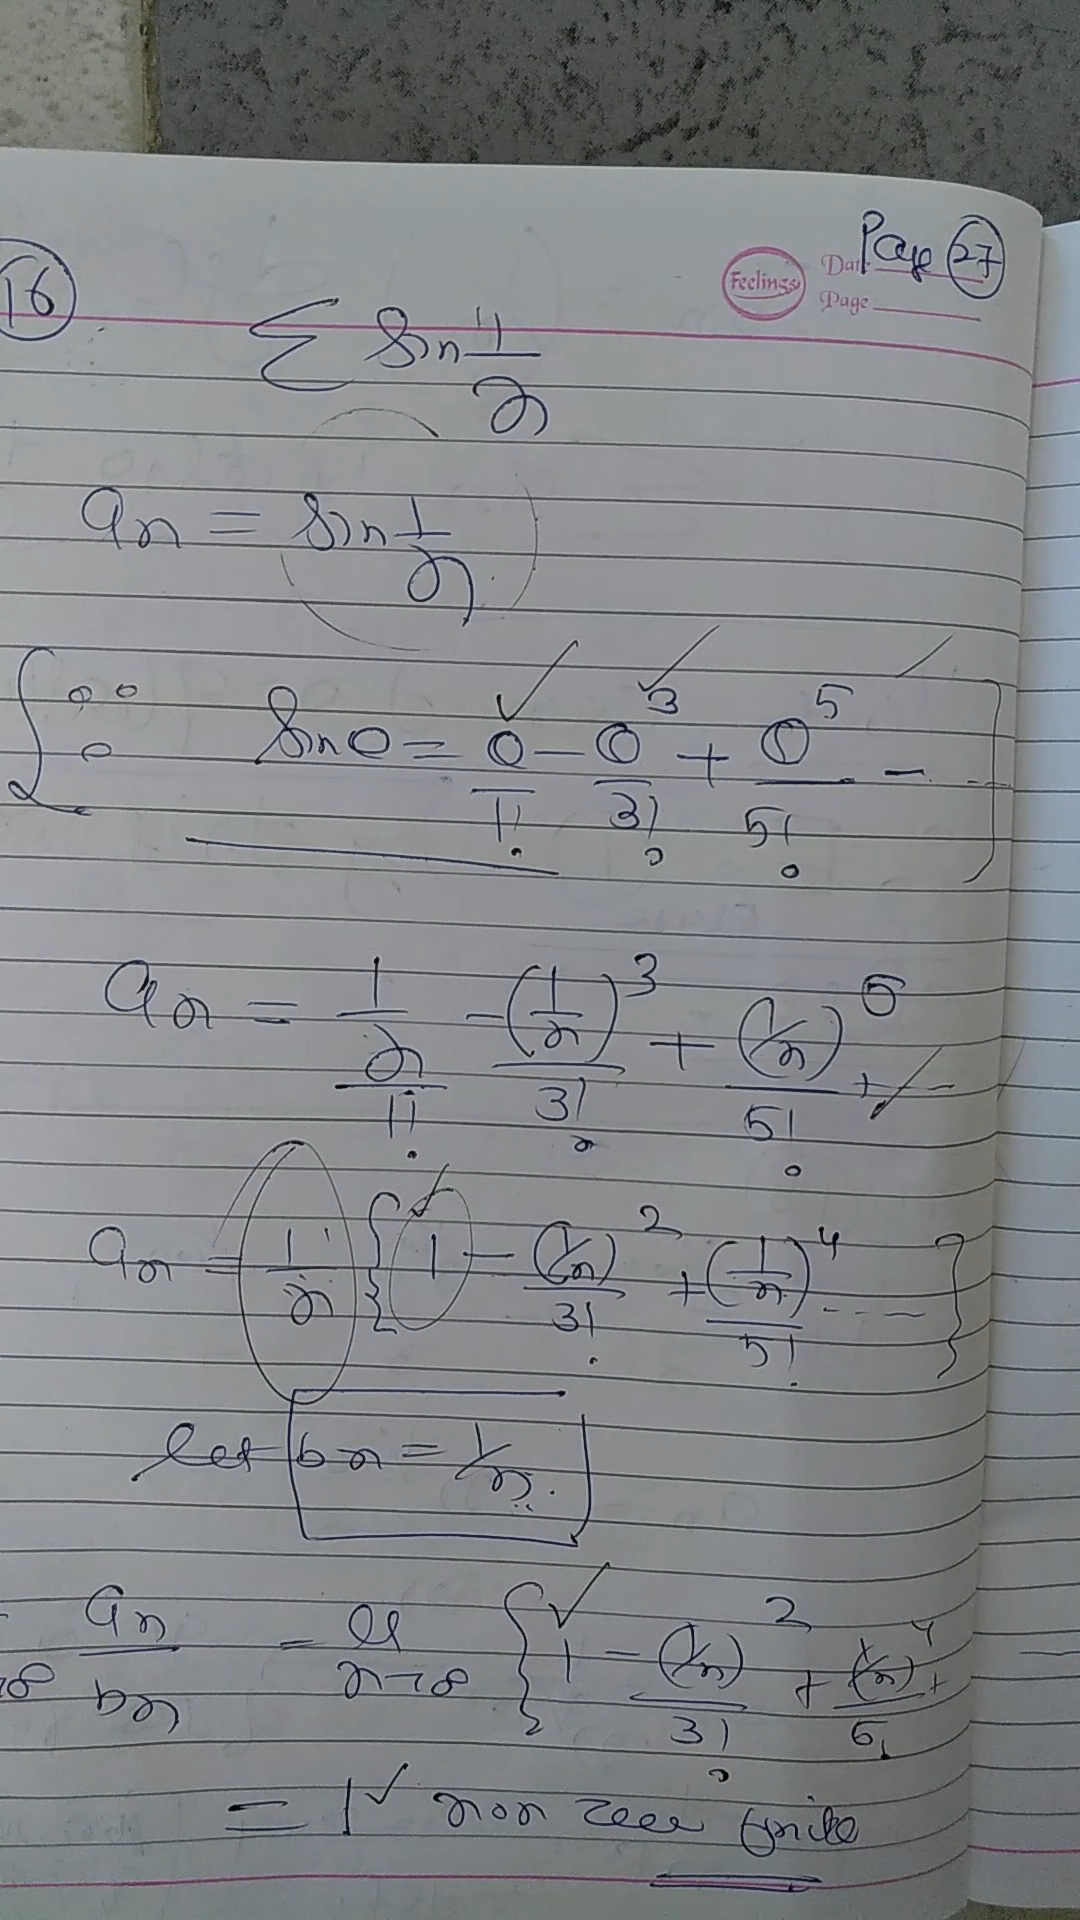 Page 27
Feelings
Date
Page
16
Σ Sin 1/n
an = Sin 1/n
∵ Sinθ = θ/1! - θ³/3! + θ⁵/5! - - -
an = (1/n)/1! - (1/n)³/3! + (1/n)⁵/5! + - -
an = 1/n { 1 - (1/n)²/3! + (1/n)⁴/5! - - - - }
let bn = 1/n
an/bn = lt n→∞ { 1 - (1/n)²/3! + (1/n)⁴/5! +
= 1 non zero finite